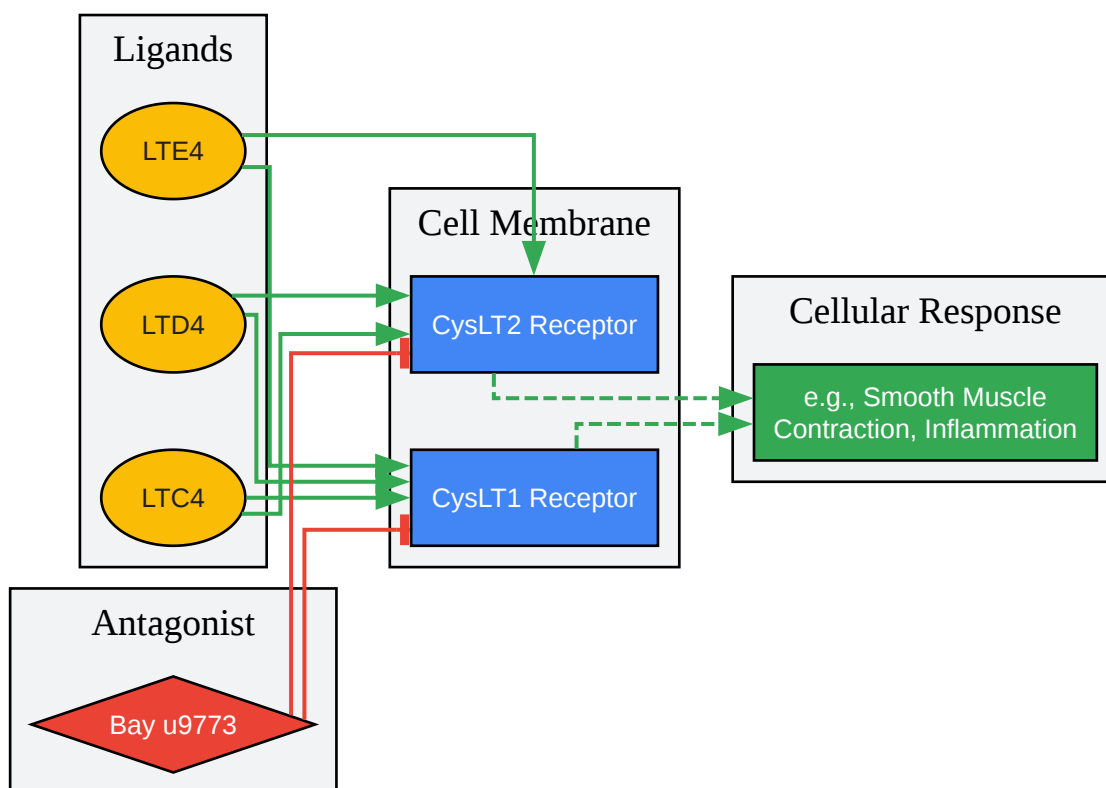 Ligands
LTE4
LTD4
LTC4
Cell Membrane
CysLT2 Receptor
CysLT1 Receptor
Cellular Response
e.g., Smooth Muscle
Contraction, Inflammation
Antagonist
Bay u9773